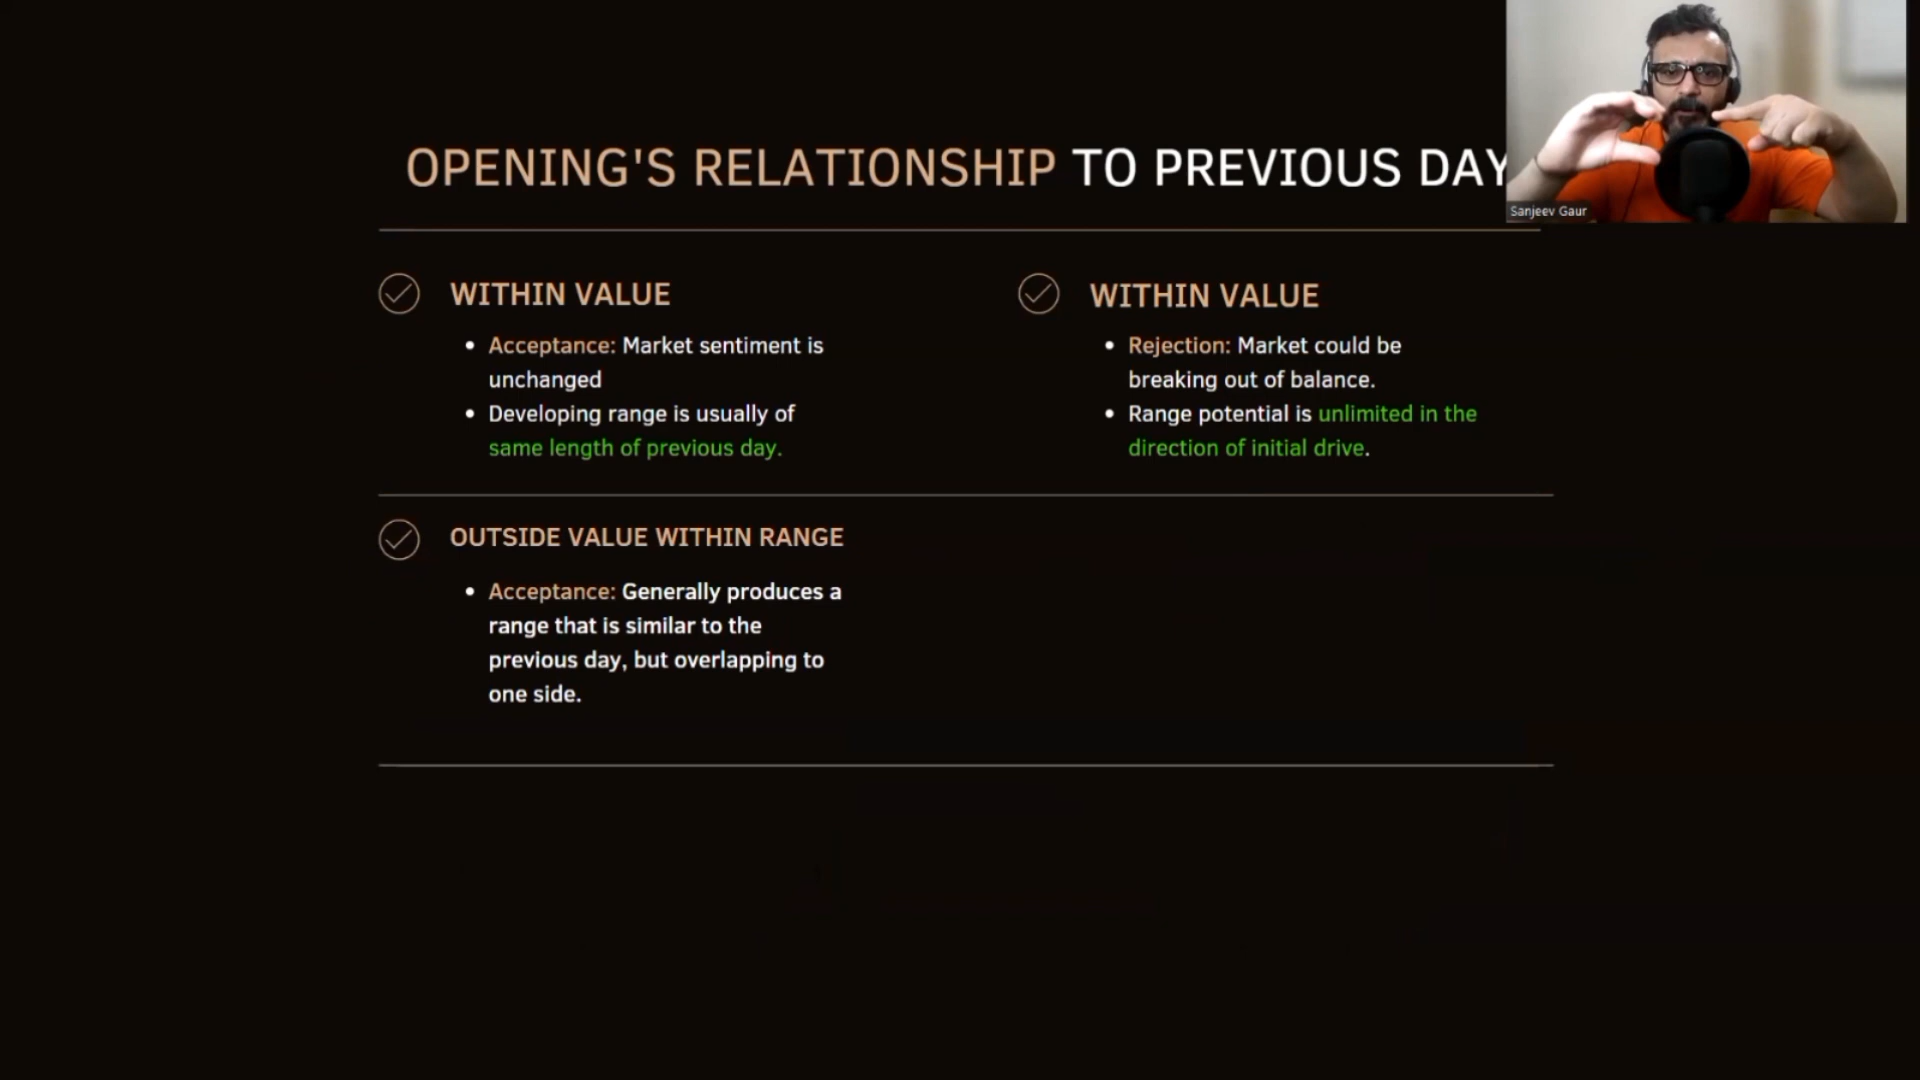 OPENING'S RELATIONSHIP TO PREVIOUS DAY
Sanjeev Gaur
WITHIN VALUE
• Acceptance: Market sentiment is
unchanged
• Developing range is usually of
same length of previous day.
WITHIN VALUE
• Rejection: Market could be
breaking out of balance.
• Range potential is unlimited in the
direction of initial drive.
OUTSIDE VALUE WITHIN RANGE
• Acceptance: Generally produces a
range that is similar to the
previous day, but overlapping to
one side.